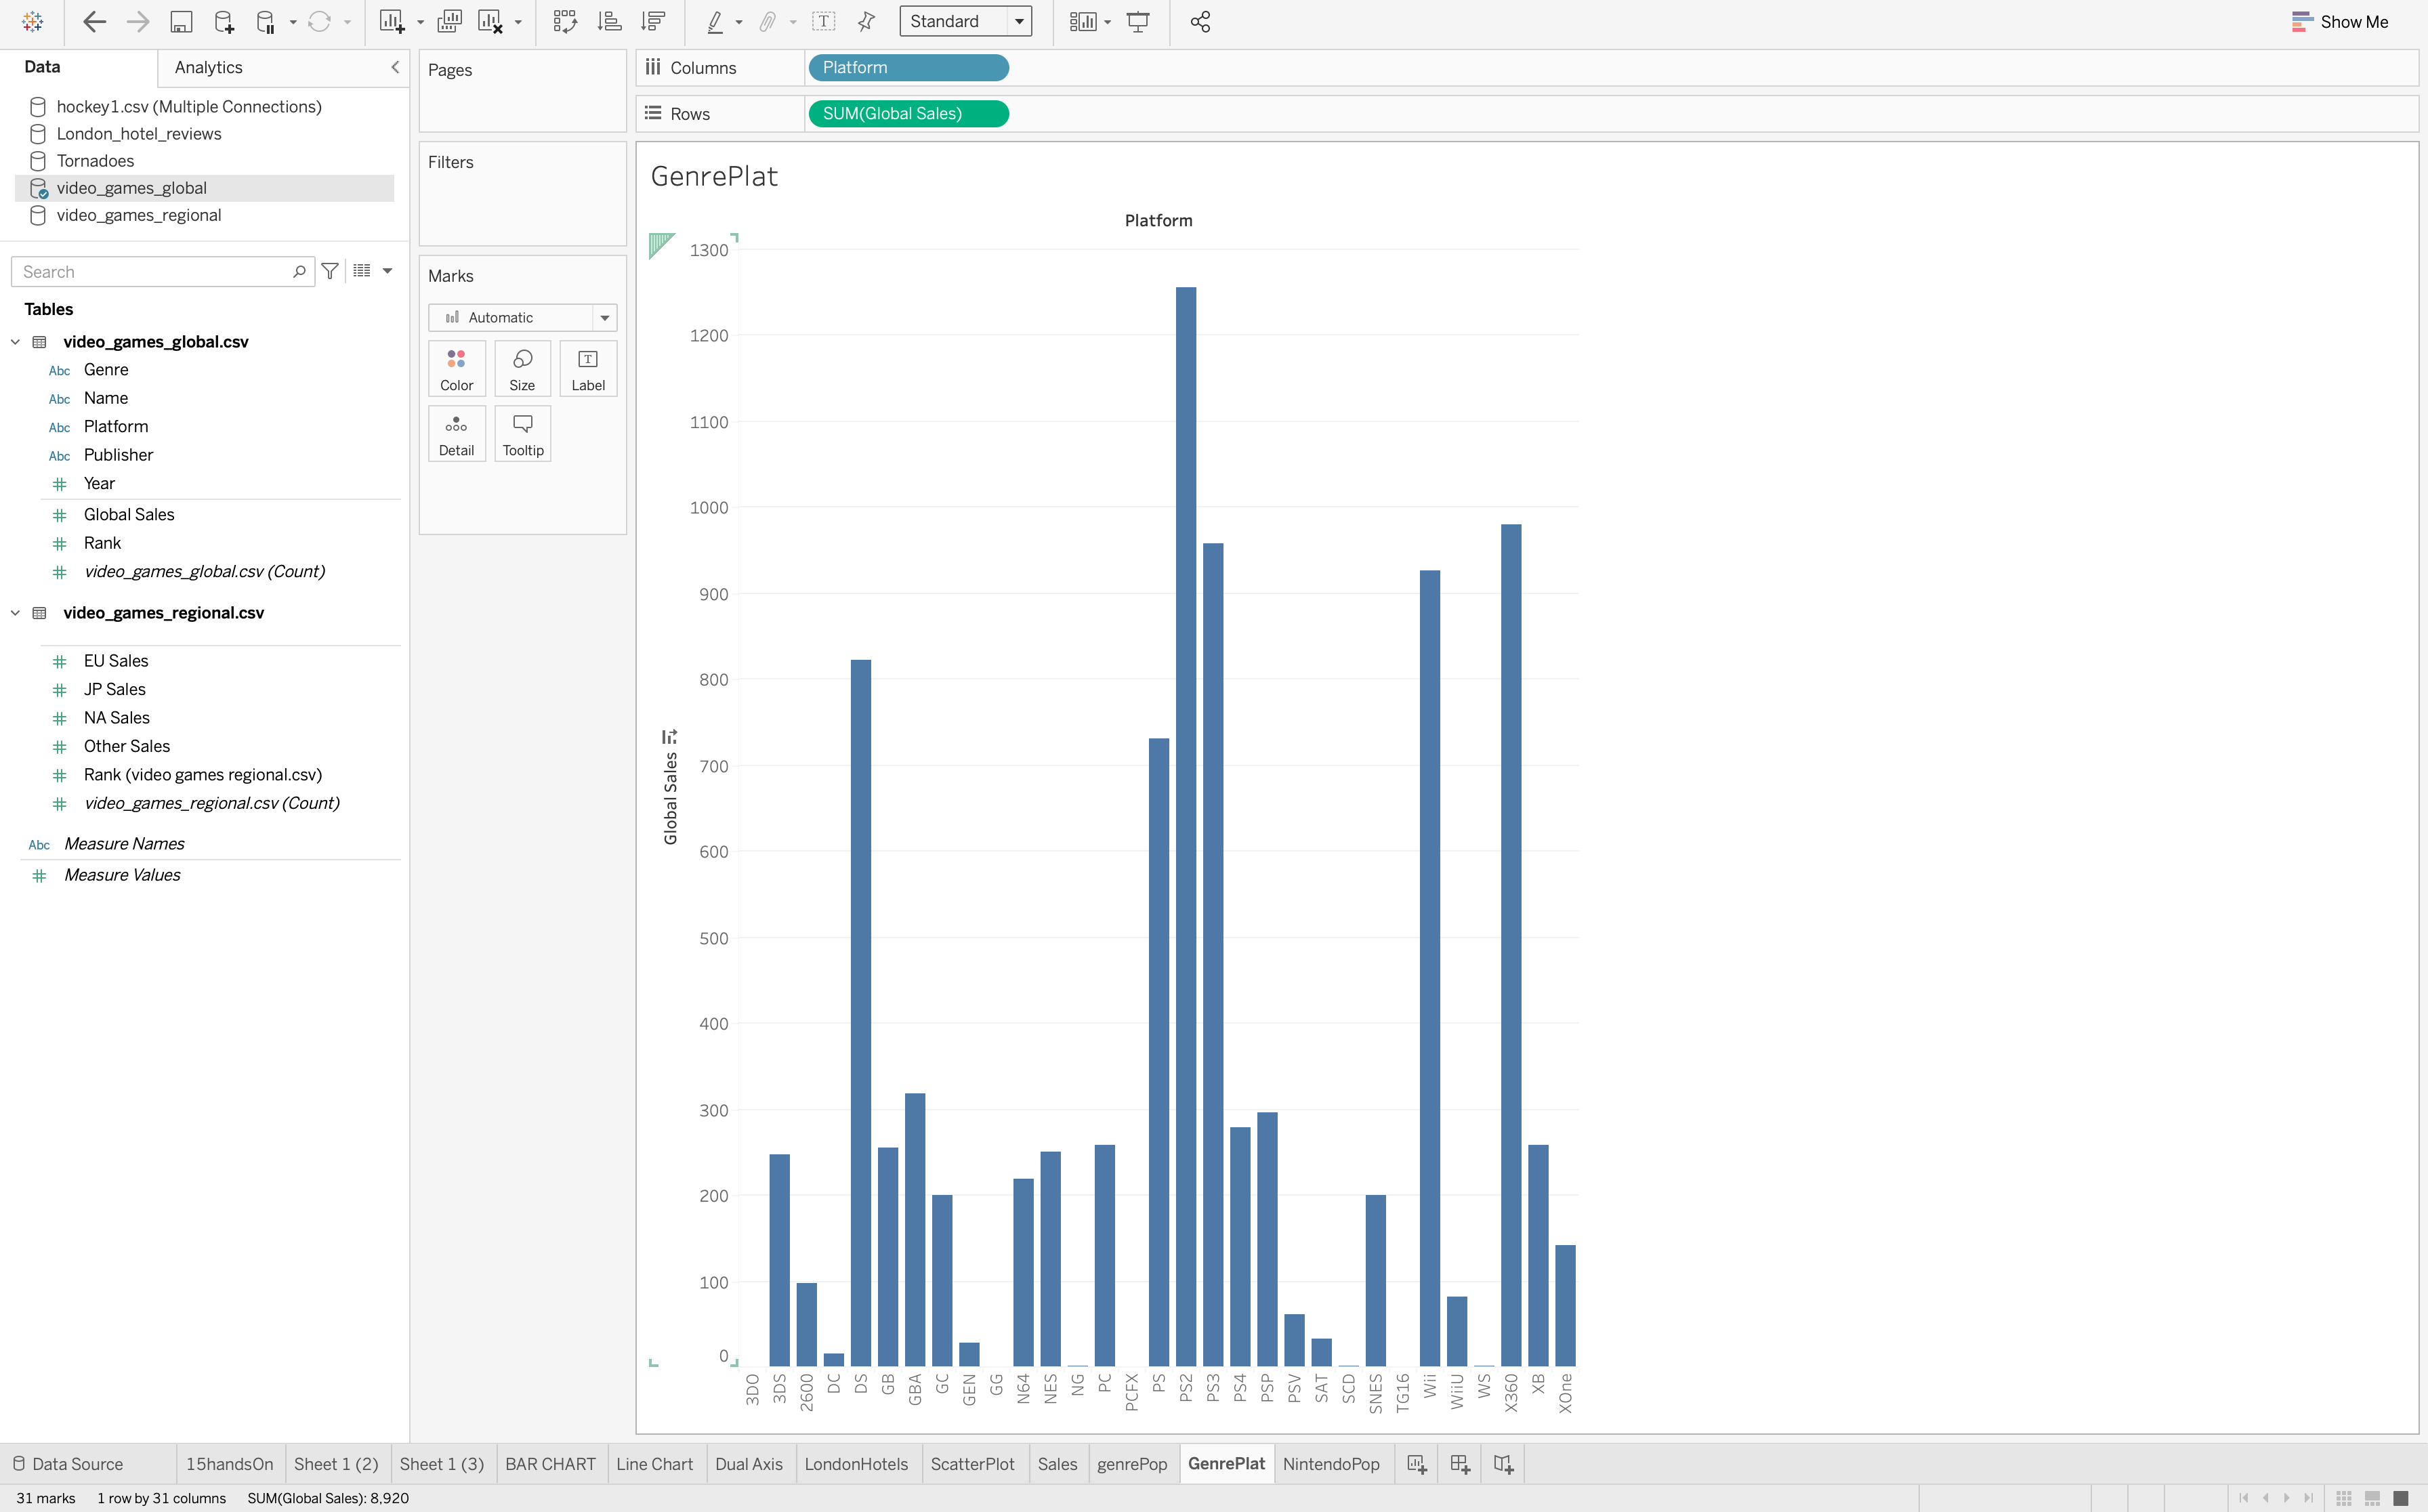 Standard
Show Me
Data
Analytics
hockey1.csv (Multiple Connections)
London_hotel_reviews
Tornadoes
video_games_global
video_games_regional
Search
Tables
video_games_global.csv
Abc Genre
Abc Name
Abc Platform
Abc Publisher
# Year
# Global Sales
# Rank
# video_games_global.csv (Count)
video_games_regional.csv
# EU Sales
# JP Sales
# NA Sales
# Other Sales
# Rank (video games regional.csv)
# video_games_regional.csv (Count)
Abc Measure Names
# Measure Values
Pages
Filters
Marks
Automatic
Color
Size
T
Label
Detail
Tooltip
Columns
Platform
Rows
SUM(Global Sales)
GenrePlat
Platform
1300
1200
1100
1000
900
800
700
600
500
400
300
200
100
0
Global Sales
3DO
3DS
2600
DC
DS
GB
GBA
GC
GEN
GG
N64
NES
NG
PC
PCFX
PS
PS2
PS3
PS4
PSP
PSV
SAT
SCD
SNES
TG16
Wii
WiiU
WS
X360
XB
XOne
Data Source
15handsOn
Sheet 1 (2)
Sheet 1 (3)
BAR CHART
Line Chart
Dual Axis
LondonHotels
ScatterPlot
Sales
genrePop
GenrePlat
NintendoPop
31 marks
1 row by 31 columns
SUM(Global Sales): 8,920